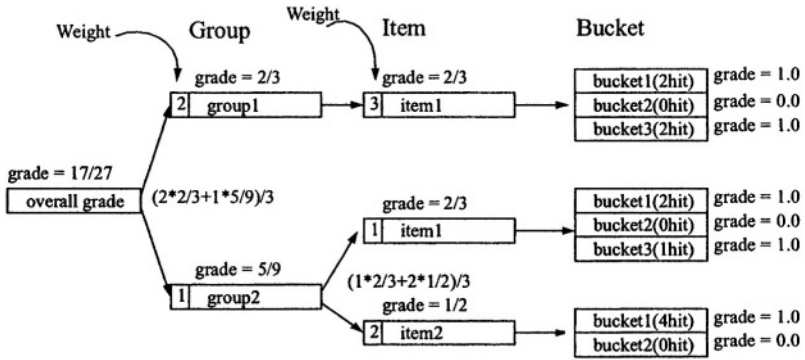 Weight
Group
Weight
Item
Bucket
grade = 2/3
2 group1
grade = 2/3
3 item1
bucket1(2hit) grade = 1.0
bucket2(0hit) grade = 0.0
bucket3(2hit) grade = 1.0
grade = 17/27
overall grade
(2*2/3+1*5/9)/3
grade = 2/3
1 item1
bucket1(2hit) grade = 1.0
bucket2(0hit) grade = 0.0
bucket3(1hit) grade = 1.0
grade = 5/9
1 group2
(1*2/3+2*1/2)/3
grade = 1/2
2 item2
bucket1(4hit) grade = 1.0
bucket2(0hit) grade = 0.0